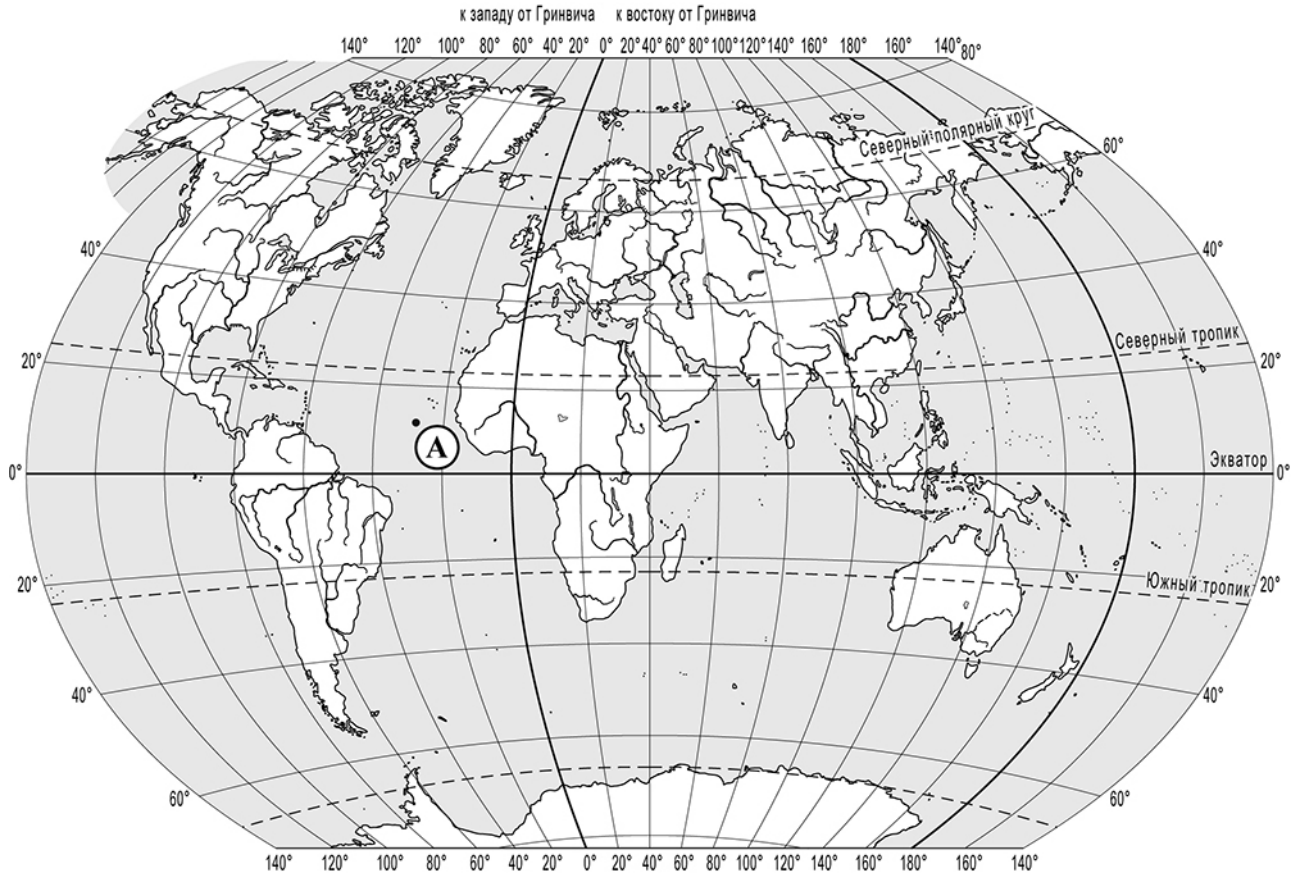 к западу от Гринвича к востоку от Гринвича
140° 120° 100° 80° 60° 40° 20° 0° 20° 40° 60° 80° 100° 120° 140° 160° 180° 160° 140° 80°
Северный полярный круг
60°
40° 40°
Северный тропик
20° 20°
А
Экватор
0° 0°
20° Южный тропик 20°
40° 40°
60° 60°
140° 120° 100° 80° 60° 40° 20° 0° 20° 40° 60° 80° 100° 120° 140° 160° 180° 160° 140°